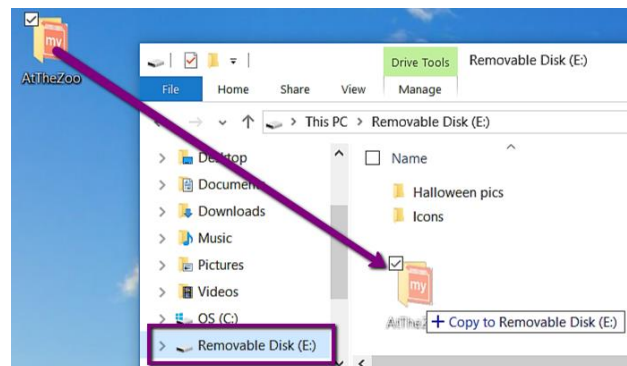 my
AtTheZoo
Drive Tools
Removable Disk (E:)
File
Home
Share
View
Manage
This PC > Removable Disk (E:)
Desktop
Documents
Downloads
Music
Pictures
Videos
OS (C:)
Removable Disk (E:)
Name
Halloween pics
Icons
my
+ Copy to Removable Disk (E:)